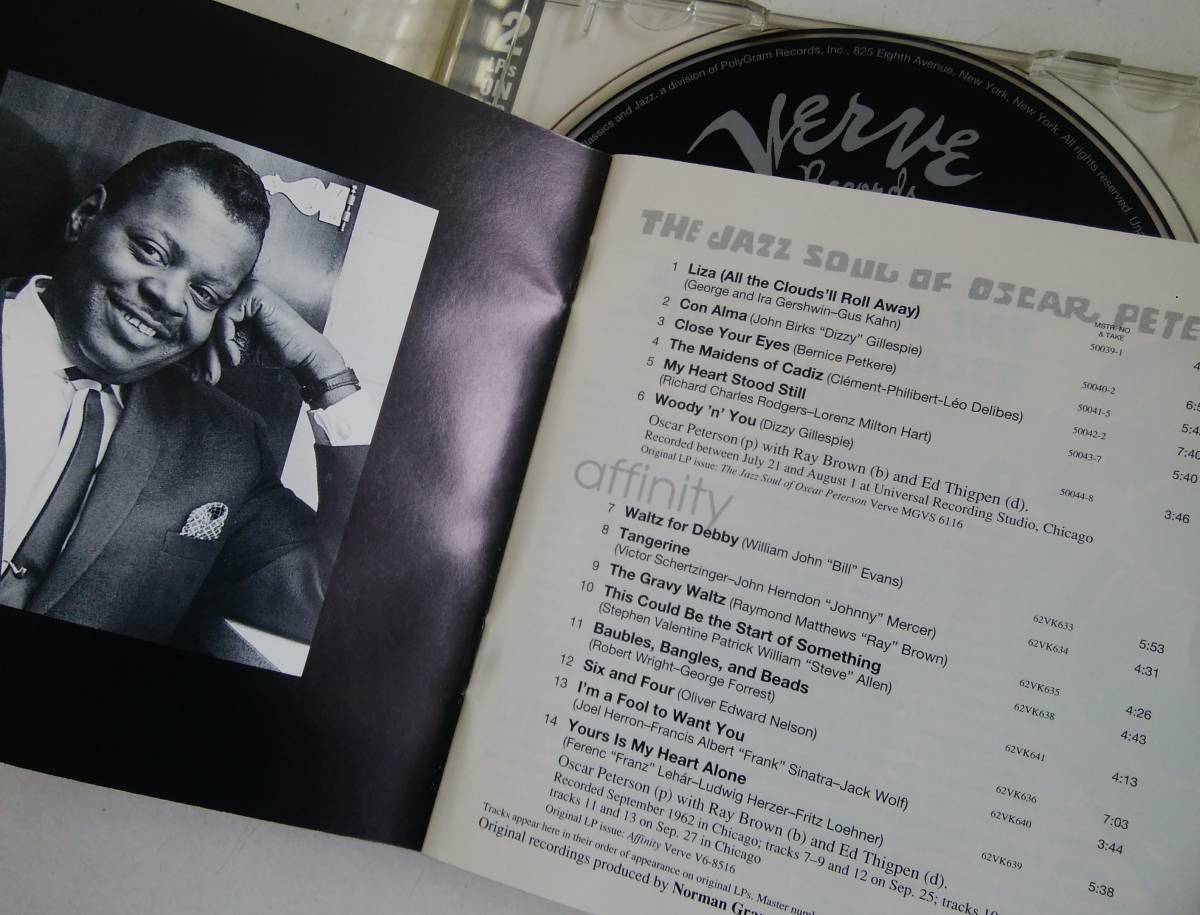 2
LP's
ON
Classics and Jazz, a division of PolyGram Records, Inc., 825 Eighth Avenue, New York, New York. All rights reserved.
Verve
Records
THE JAZZ SOUL OF OSCAR PETE
MSTR. NO.
& TAKE
1 Liza (All the Clouds'll Roll Away) 50039-1 4
(George and Ira Gershwin–Gus Kahn)
2 Con Alma (John Birks “Dizzy” Gillespie) 50040-2
3 Close Your Eyes (Bernice Petkere) 50041-5
4 The Maidens of Cadiz (Clément-Philibert-Léo Delibes) 50042-2 7:40
5 My Heart Stood Still 50043-7 5:40
(Richard Charles Rodgers–Lorenz Milton Hart)
6 Woody 'n' You (Dizzy Gillespie) 50044-8 3:46
Oscar Peterson (p) with Ray Brown (b) and Ed Thigpen (d).
Recorded between July 21 and August 1 at Universal Recording Studio, Chicago
Original LP issue: The Jazz Soul of Oscar Peterson Verve MGVS 6116
affinity
7 Waltz for Debby (William John “Bill” Evans) 62VK633 5:53
8 Tangerine 62VK634 4:31
(Victor Schertzinger–John Herndon “Johnny” Mercer)
9 The Gravy Waltz (Raymond Matthews “Ray” Brown) 62VK635 4:26
10 This Could Be the Start of Something 62VK638 4:43
(Stephen Valentine Patrick William “Steve” Allen)
11 Baubles, Bangles, and Beads 62VK641 4:13
(Robert Wright–George Forrest)
12 Six and Four (Oliver Edward Nelson) 62VK636 7:03
13 I'm a Fool to Want You 62VK640 3:44
(Joel Herron–Francis Albert “Frank” Sinatra–Jack Wolf)
14 Yours Is My Heart Alone 62VK639 5:38
(Ferenc “Franz” Lehár–Ludwig Herzer–Fritz Loehner)
Oscar Peterson (p) with Ray Brown (b) and Ed Thigpen (d).
Recorded September 1962 in Chicago; tracks 7–9 and 12 on Sep. 25; tracks 10
tracks 11 and 13 on Sep. 27 in Chicago
Original LP issue: Affinity Verve V6-8516
Tracks appear here in their order of appearance on original LPs. Master num
Original recordings produced by Norman Gra